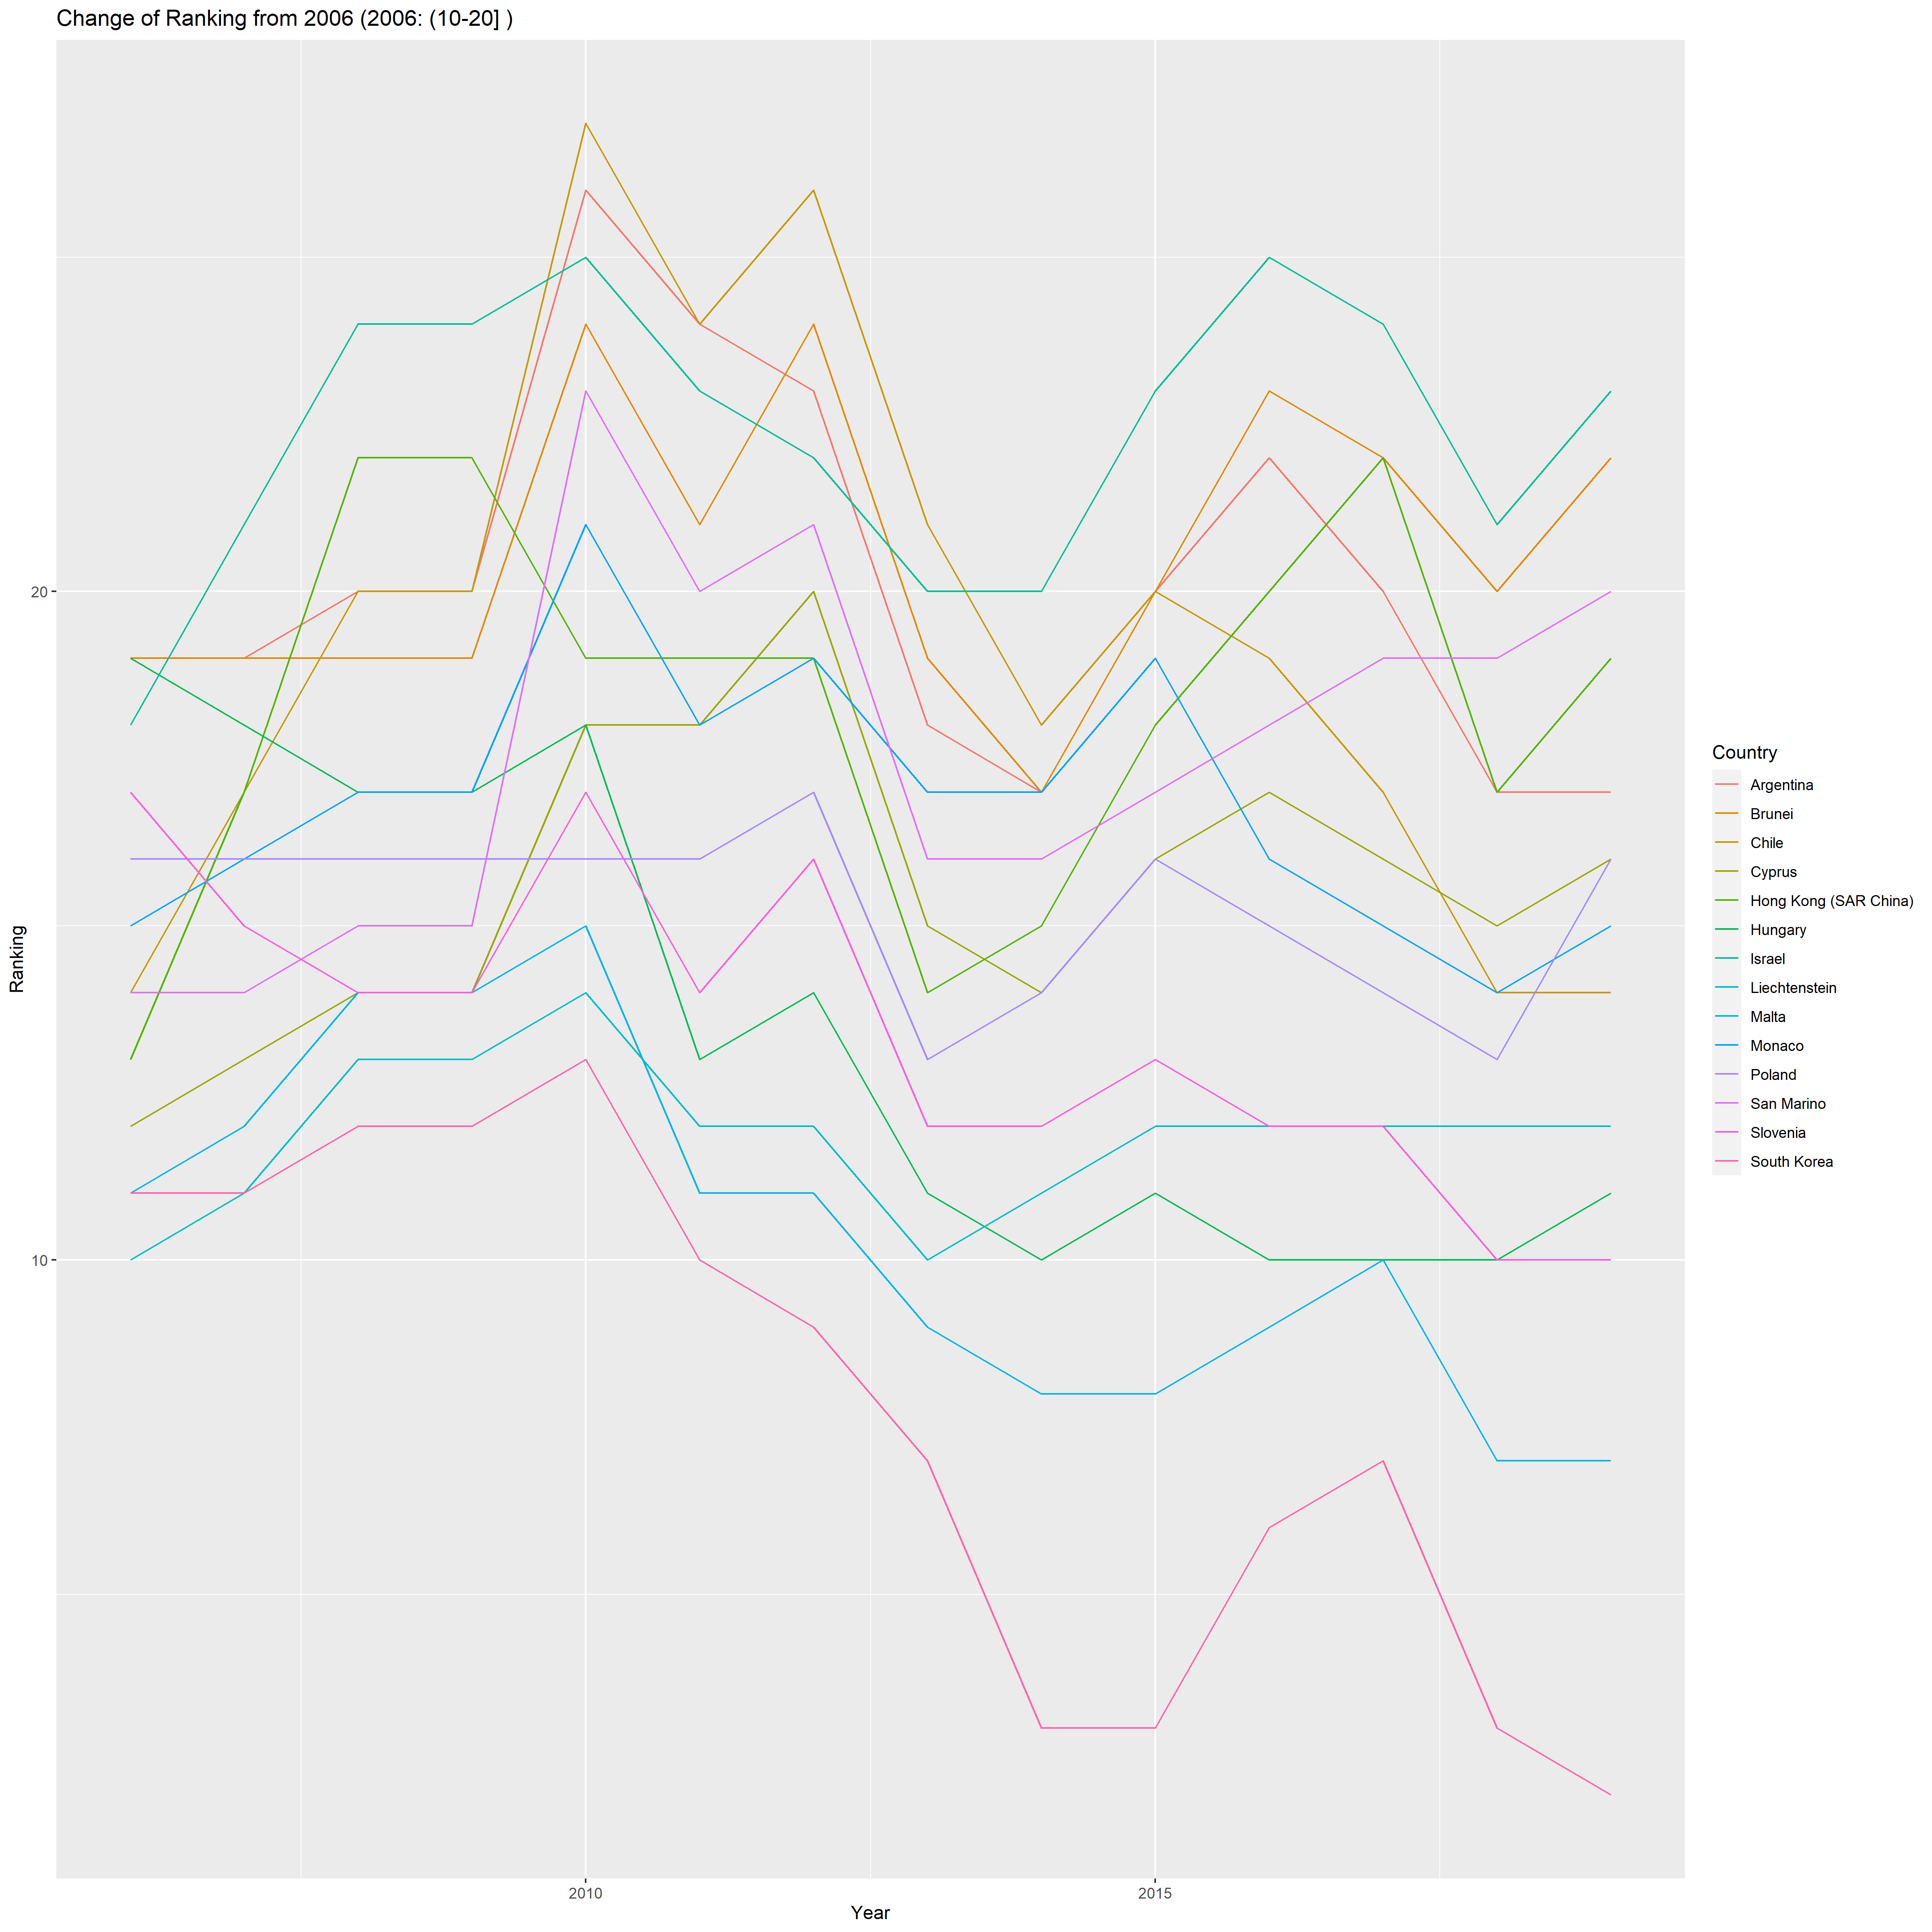 Change of Ranking from 2006 (2006: (10-20] )
20
10
Ranking
2010
2015
Year
Country
Argentina
Brunei
Chile
Cyprus
Hong Kong (SAR China)
Hungary
Israel
Liechtenstein
Malta
Monaco
Poland
San Marino
Slovenia
South Korea